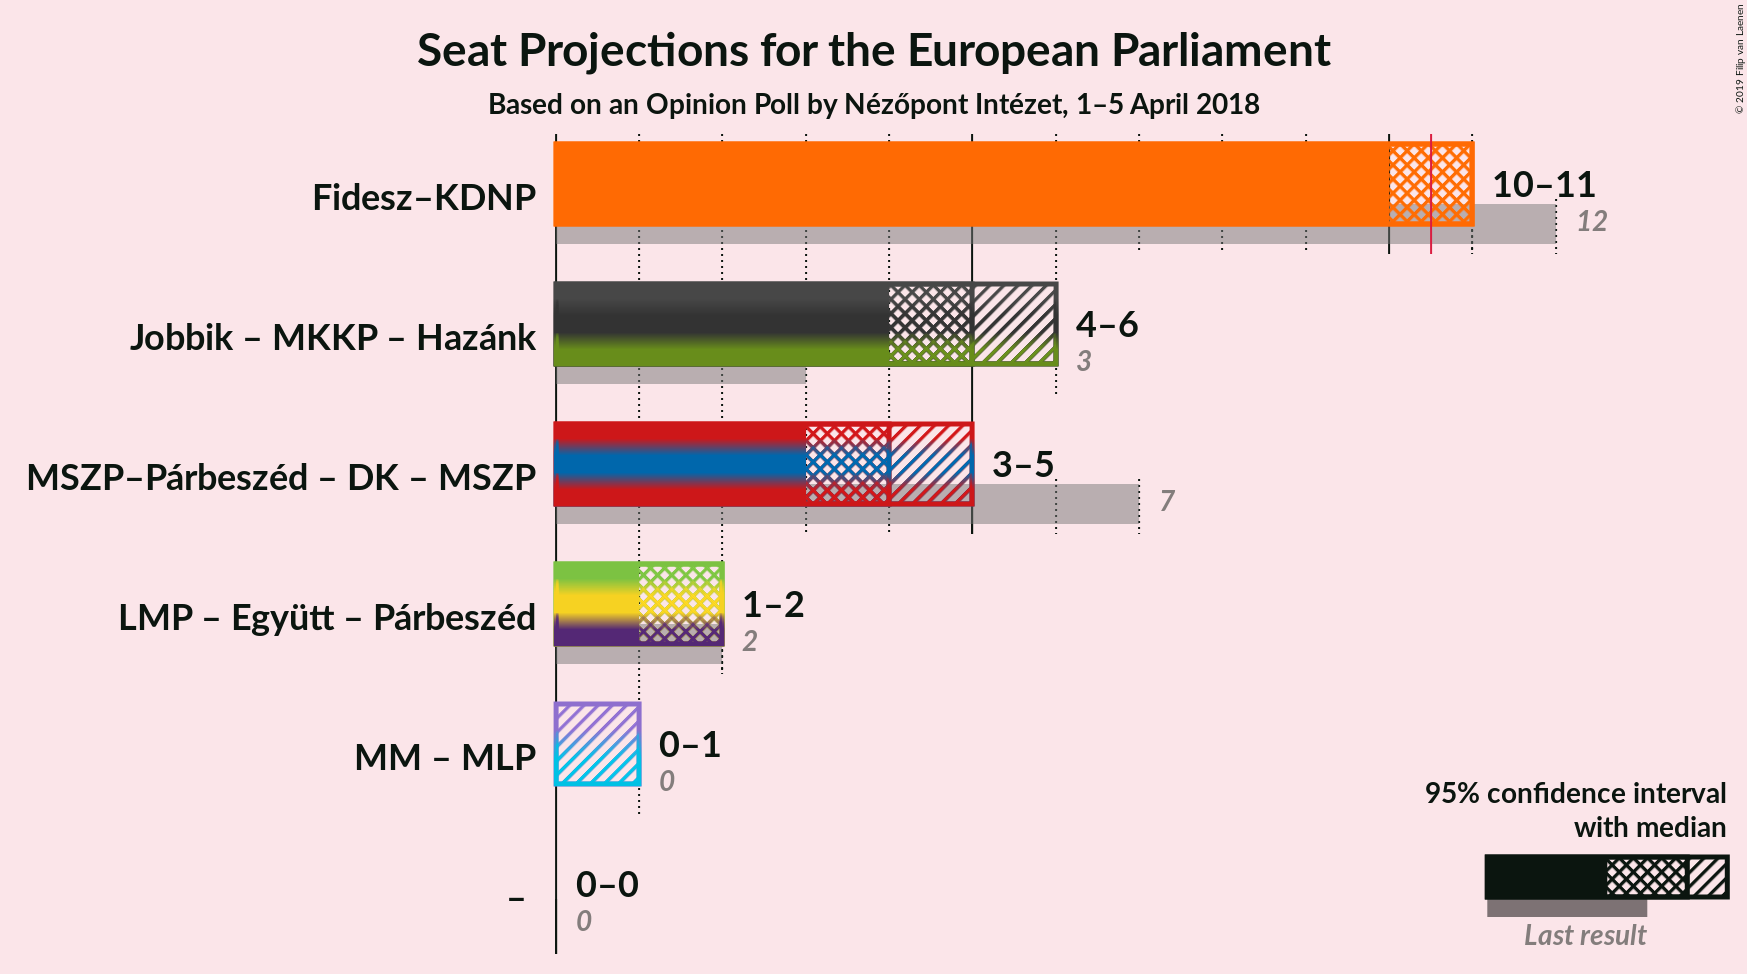 Seat Projections for the European Parliament
Based on an Opinion Poll by Nézőpont Intézet, 1–5 April 2018
© 2019 Filip van Laenen
Fidesz–KDNP
10–11
12
Jobbik – MKKP – Hazánk
4–6
3
MSZP–Párbeszéd – DK – MSZP
3–5
7
LMP – Együtt – Párbeszéd
1–2
2
MM – MLP
0–1
0
–
0–0
0
95% confidence interval
with median
Last result